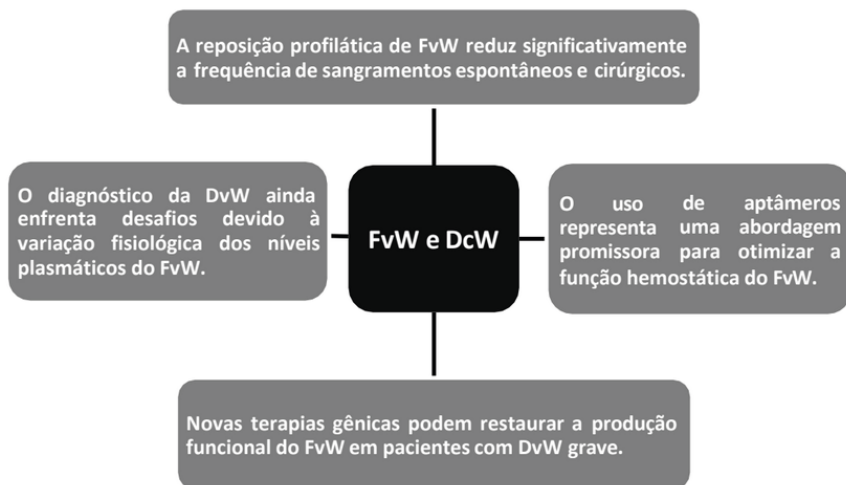 A reposição profilática de FvW reduz significativamente
a frequência de sangramentos espontâneos e cirúrgicos.
O diagnóstico da DvW ainda
enfrenta desafios devido à
variação fisiológica dos níveis
plasmáticos do FvW.
FvW e DcW
O uso de aptâmeros
representa uma abordagem
promissora para otimizar a
função hemostática do FvW.
Novas terapias gênicas podem restaurar a produção
funcional do FvW em pacientes com DvW grave.